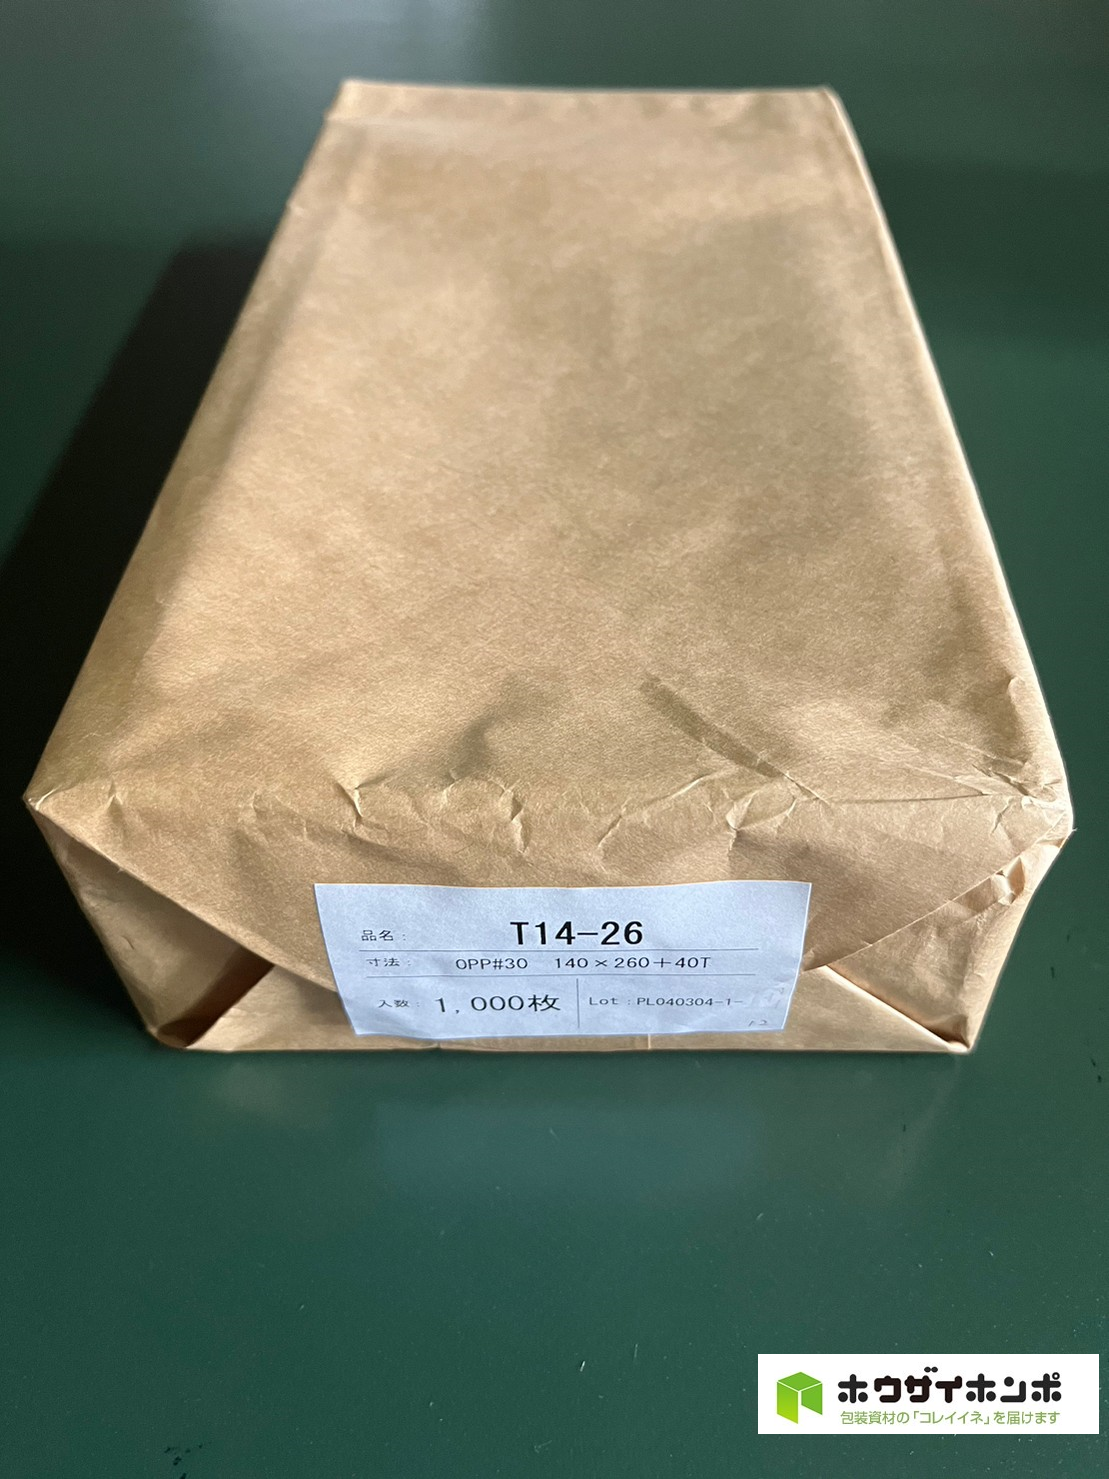 品名： T14-26
寸法： OPP#30 140×260＋40T
入数： 1,000枚 Lot：PL040304-1-
ホウザイホンポ
包装資材の「コレイイネ」を届けます